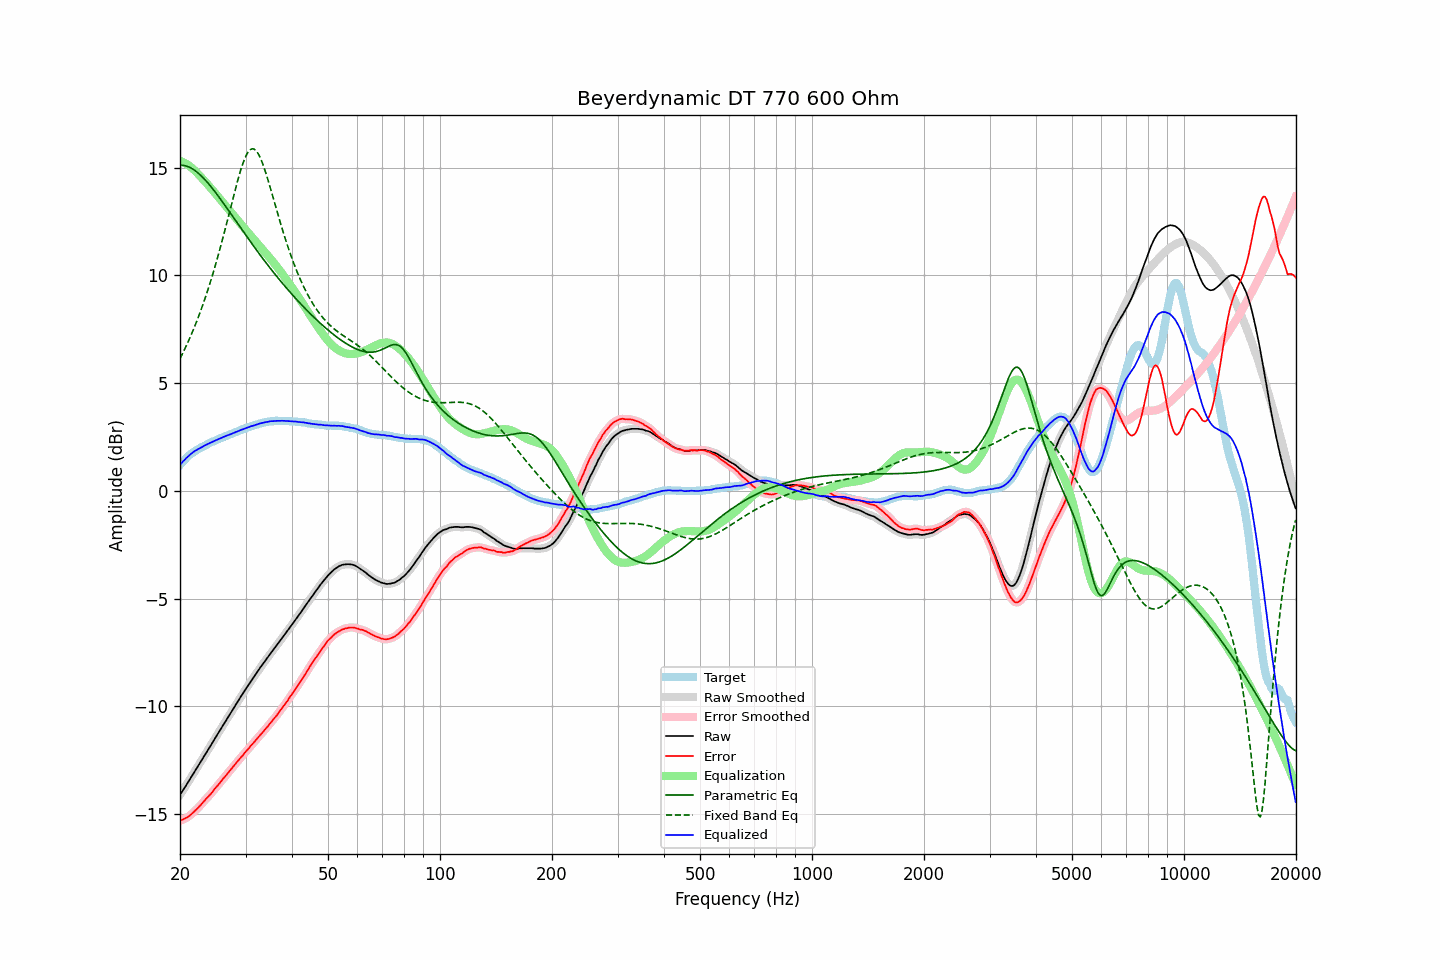 Beyerdynamic DT 770 600 Ohm
Amplitude (dBr)
15
10
5
0
−5
−10
−15
Target
Raw Smoothed
Error Smoothed
Raw
Error
Equalization
Parametric Eq
Fixed Band Eq
Equalized
20 50 100 200 500 1000 2000 5000 10000 20000
Frequency (Hz)